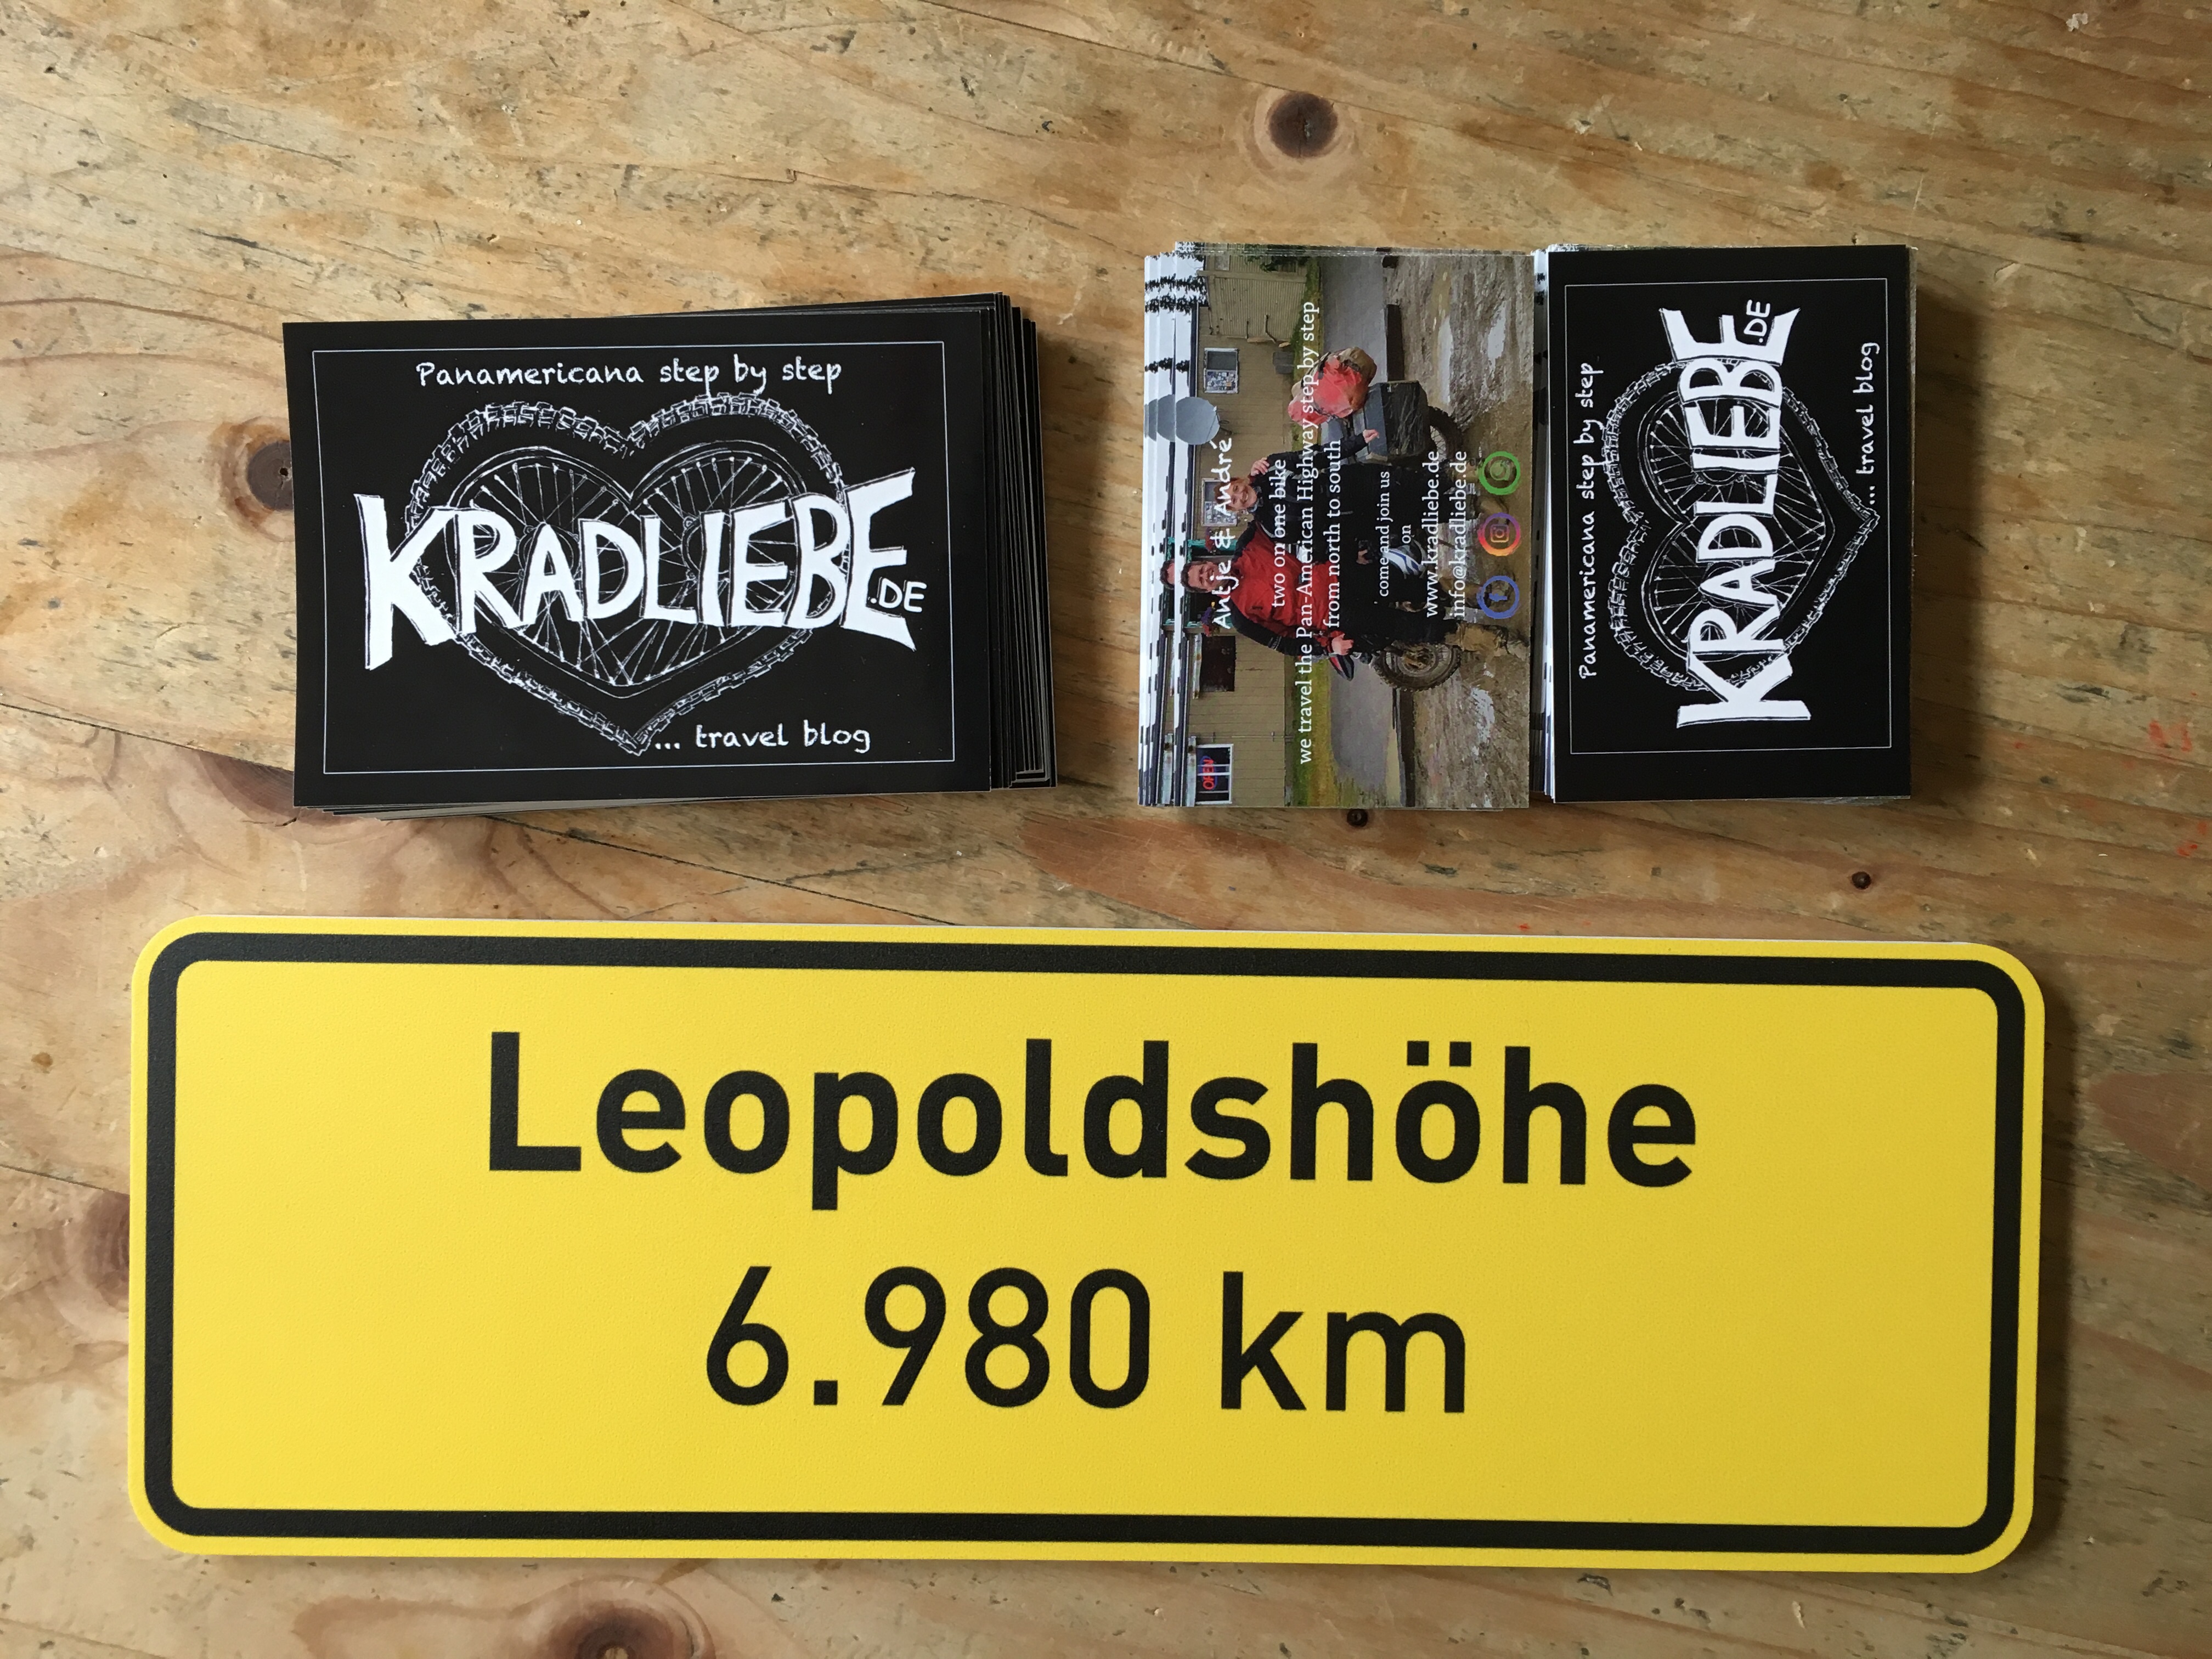 Panamericana step by step
KRADLIEBE.DE
... travel blog
Antje & André
two on one bike
we travel the Pan-American Highway step by step
from north to south
come and join us
on
www.kradliebe.de
info@kradliebe.de
OPEN
Panamericana step by step
KRADLIEBE.DE
... travel blog
Leopoldshöhe
6.980 km